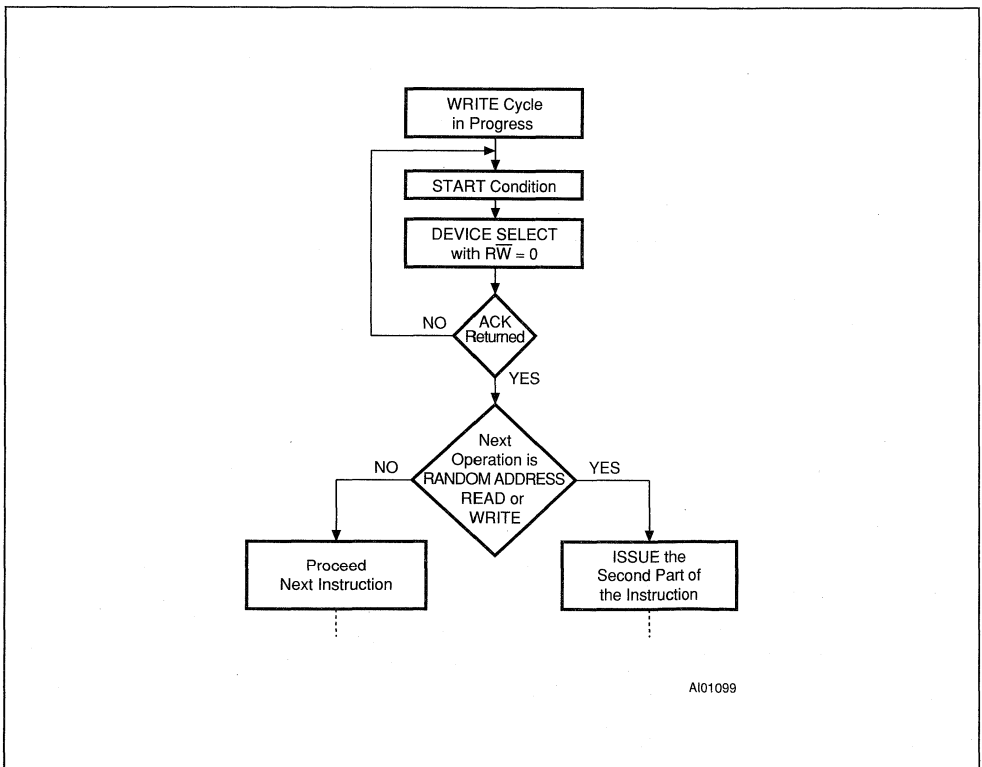 WRITE Cycle
in Progress
START Condition
DEVICE SELECT
with RW̅ = 0
ACK
Returned
NO
YES
Next
Operation is
RANDOM ADDRESS
READ or
WRITE
NO
YES
Proceed
Next Instruction
ISSUE the
Second Part of
the Instruction
AI01099